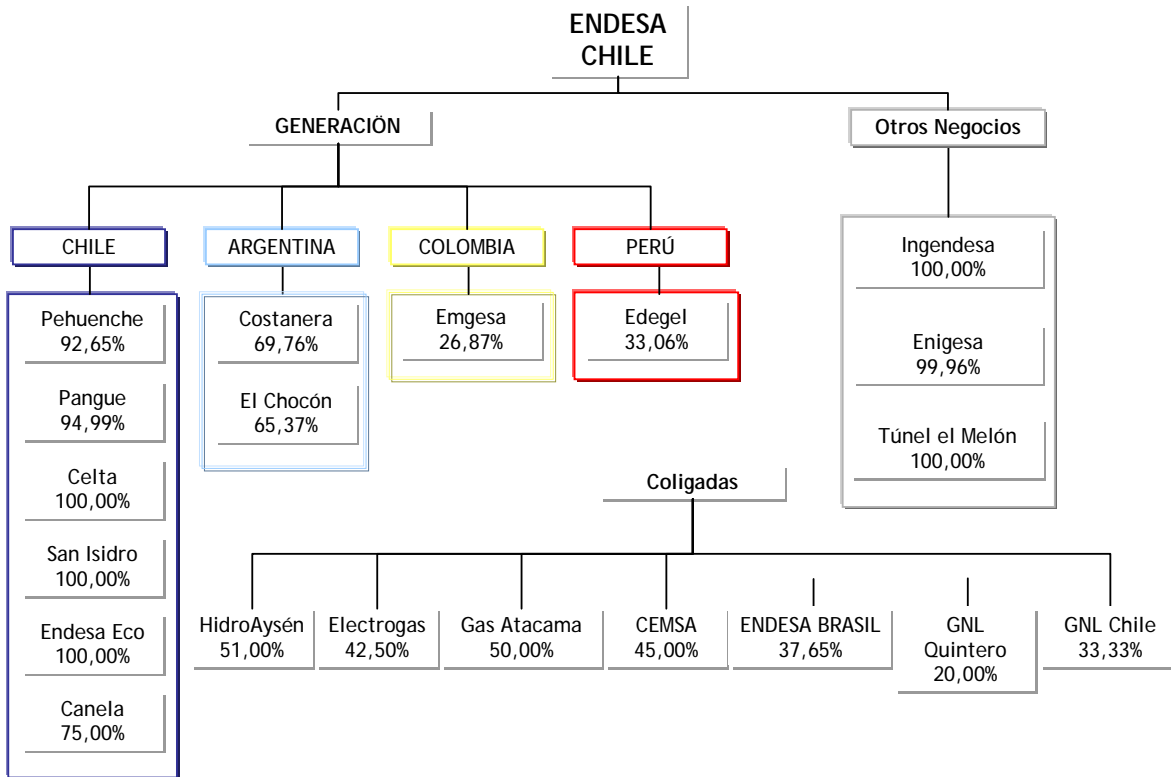 ENDESA
CHILE
GENERACIÖN
Otros Negocios
CHILE
ARGENTINA
COLOMBIA
PERÚ
Pehuenche
92,65%
Pangue
94,99%
Celta
100,00%
San Isidro
100,00%
Endesa Eco
100,00%
Canela
75,00%
Costanera
69,76%
El Chocón
65,37%
Emgesa
26,87%
Edegel
33,06%
Ingendesa
100,00%
Enigesa
99,96%
Túnel el Melón
100,00%
Coligadas
HidroAysén
51,00%
Electrogas
42,50%
Gas Atacama
50,00%
CEMSA
45,00%
ENDESA BRASIL
37,65%
GNL
Quintero
20,00%
GNL Chile
33,33%